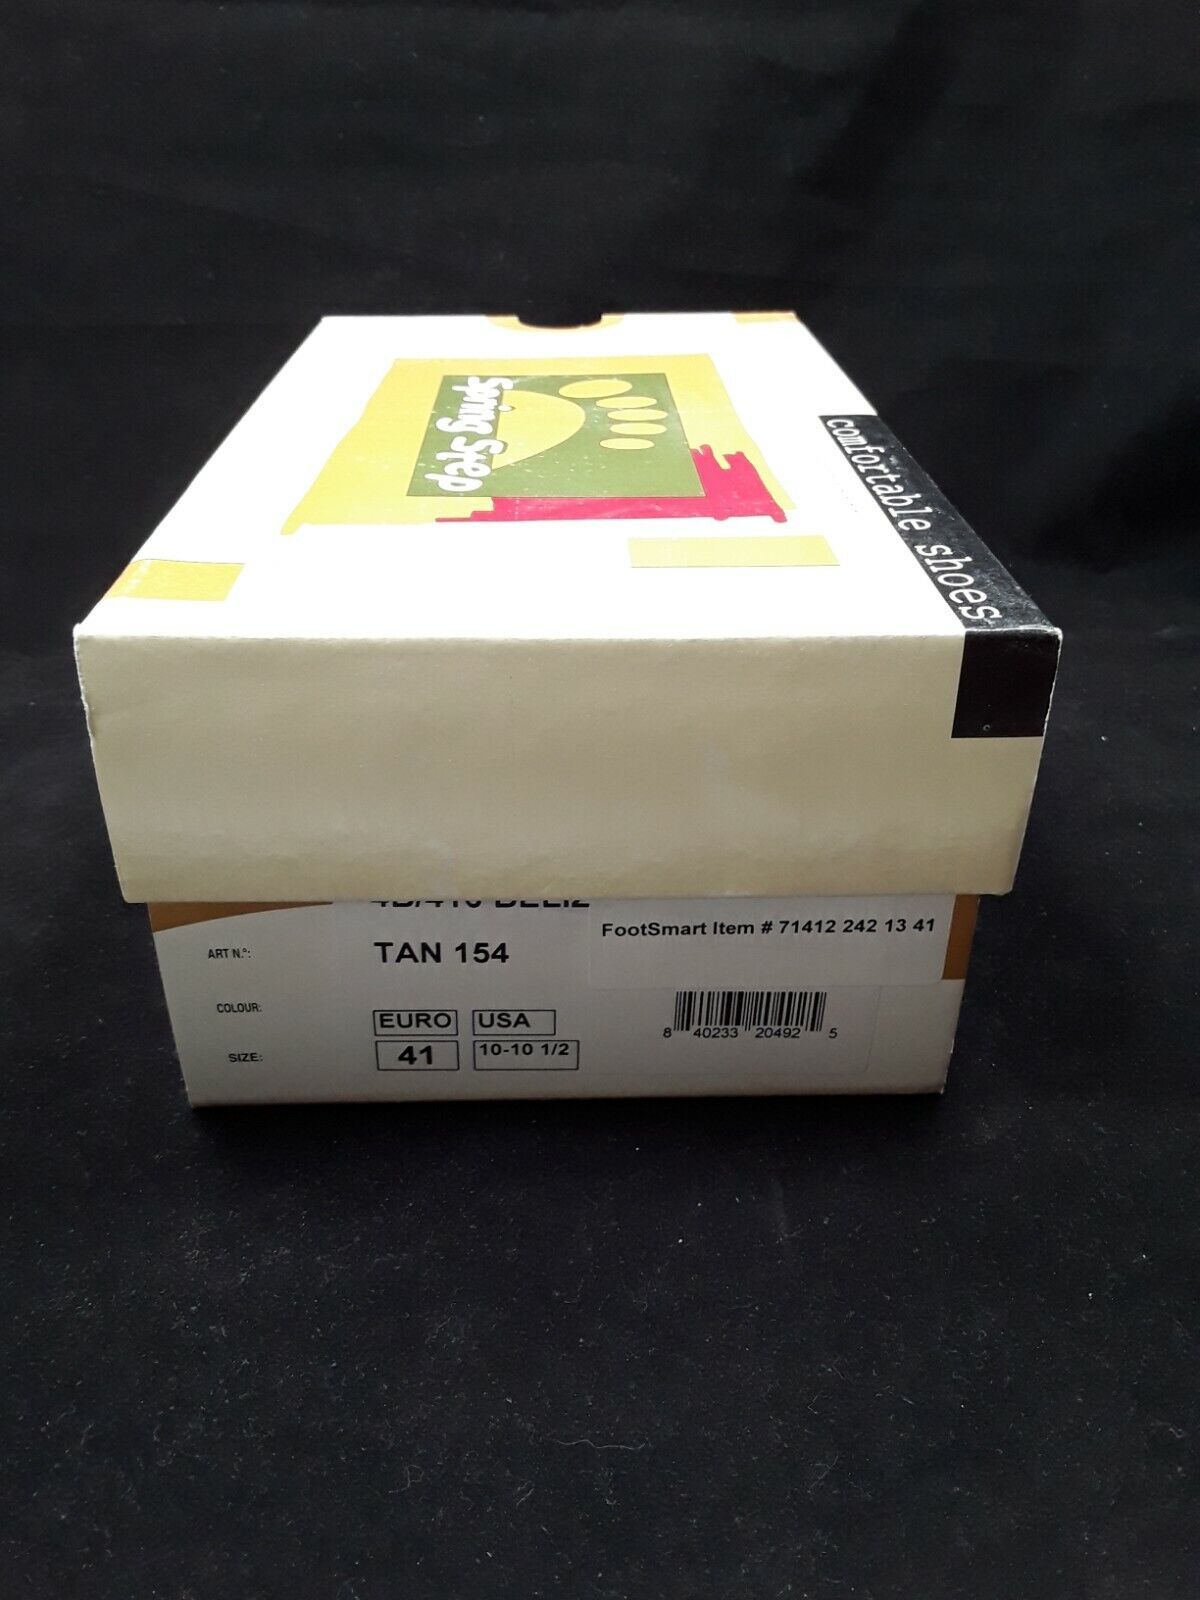 Spring Step
comfortable shoes
FootSmart Item # 71412 242 13 41
ART N.º:
TAN 154
COLOUR:
EURO USA
SIZE:
41 10-10 1/2
8 40233 20492 5